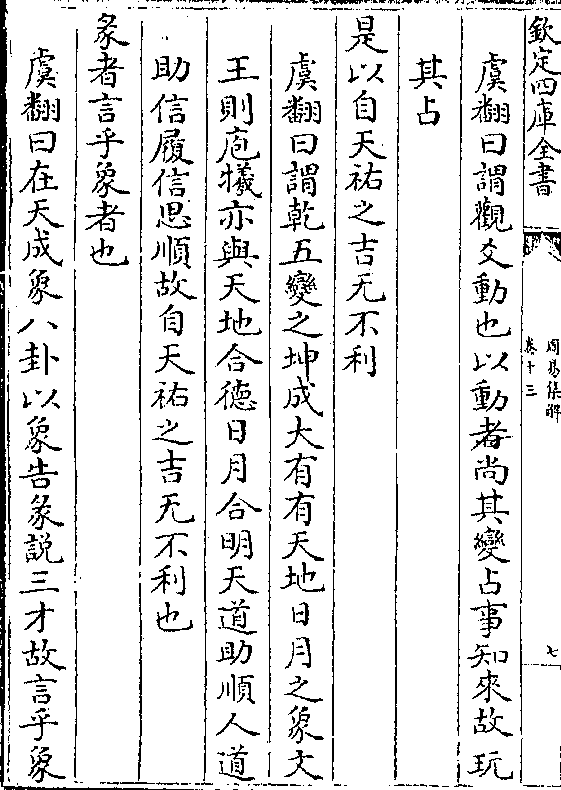 欽定四庫全書
周易集解
卷十三
七
虞翻曰謂觀爻動也以動者尚其變占事知來故玩
其占
是以自天祐之吉无不利
虞翻曰謂乾五變之坤成大有有天地日月之象文
王則庖犧亦與天地合德日月合明天道助順人道
助信履信思順故自天祐之吉无不利也
彖者言乎象者也
虞翻曰在天成象八卦以象告彖說三才故言乎象